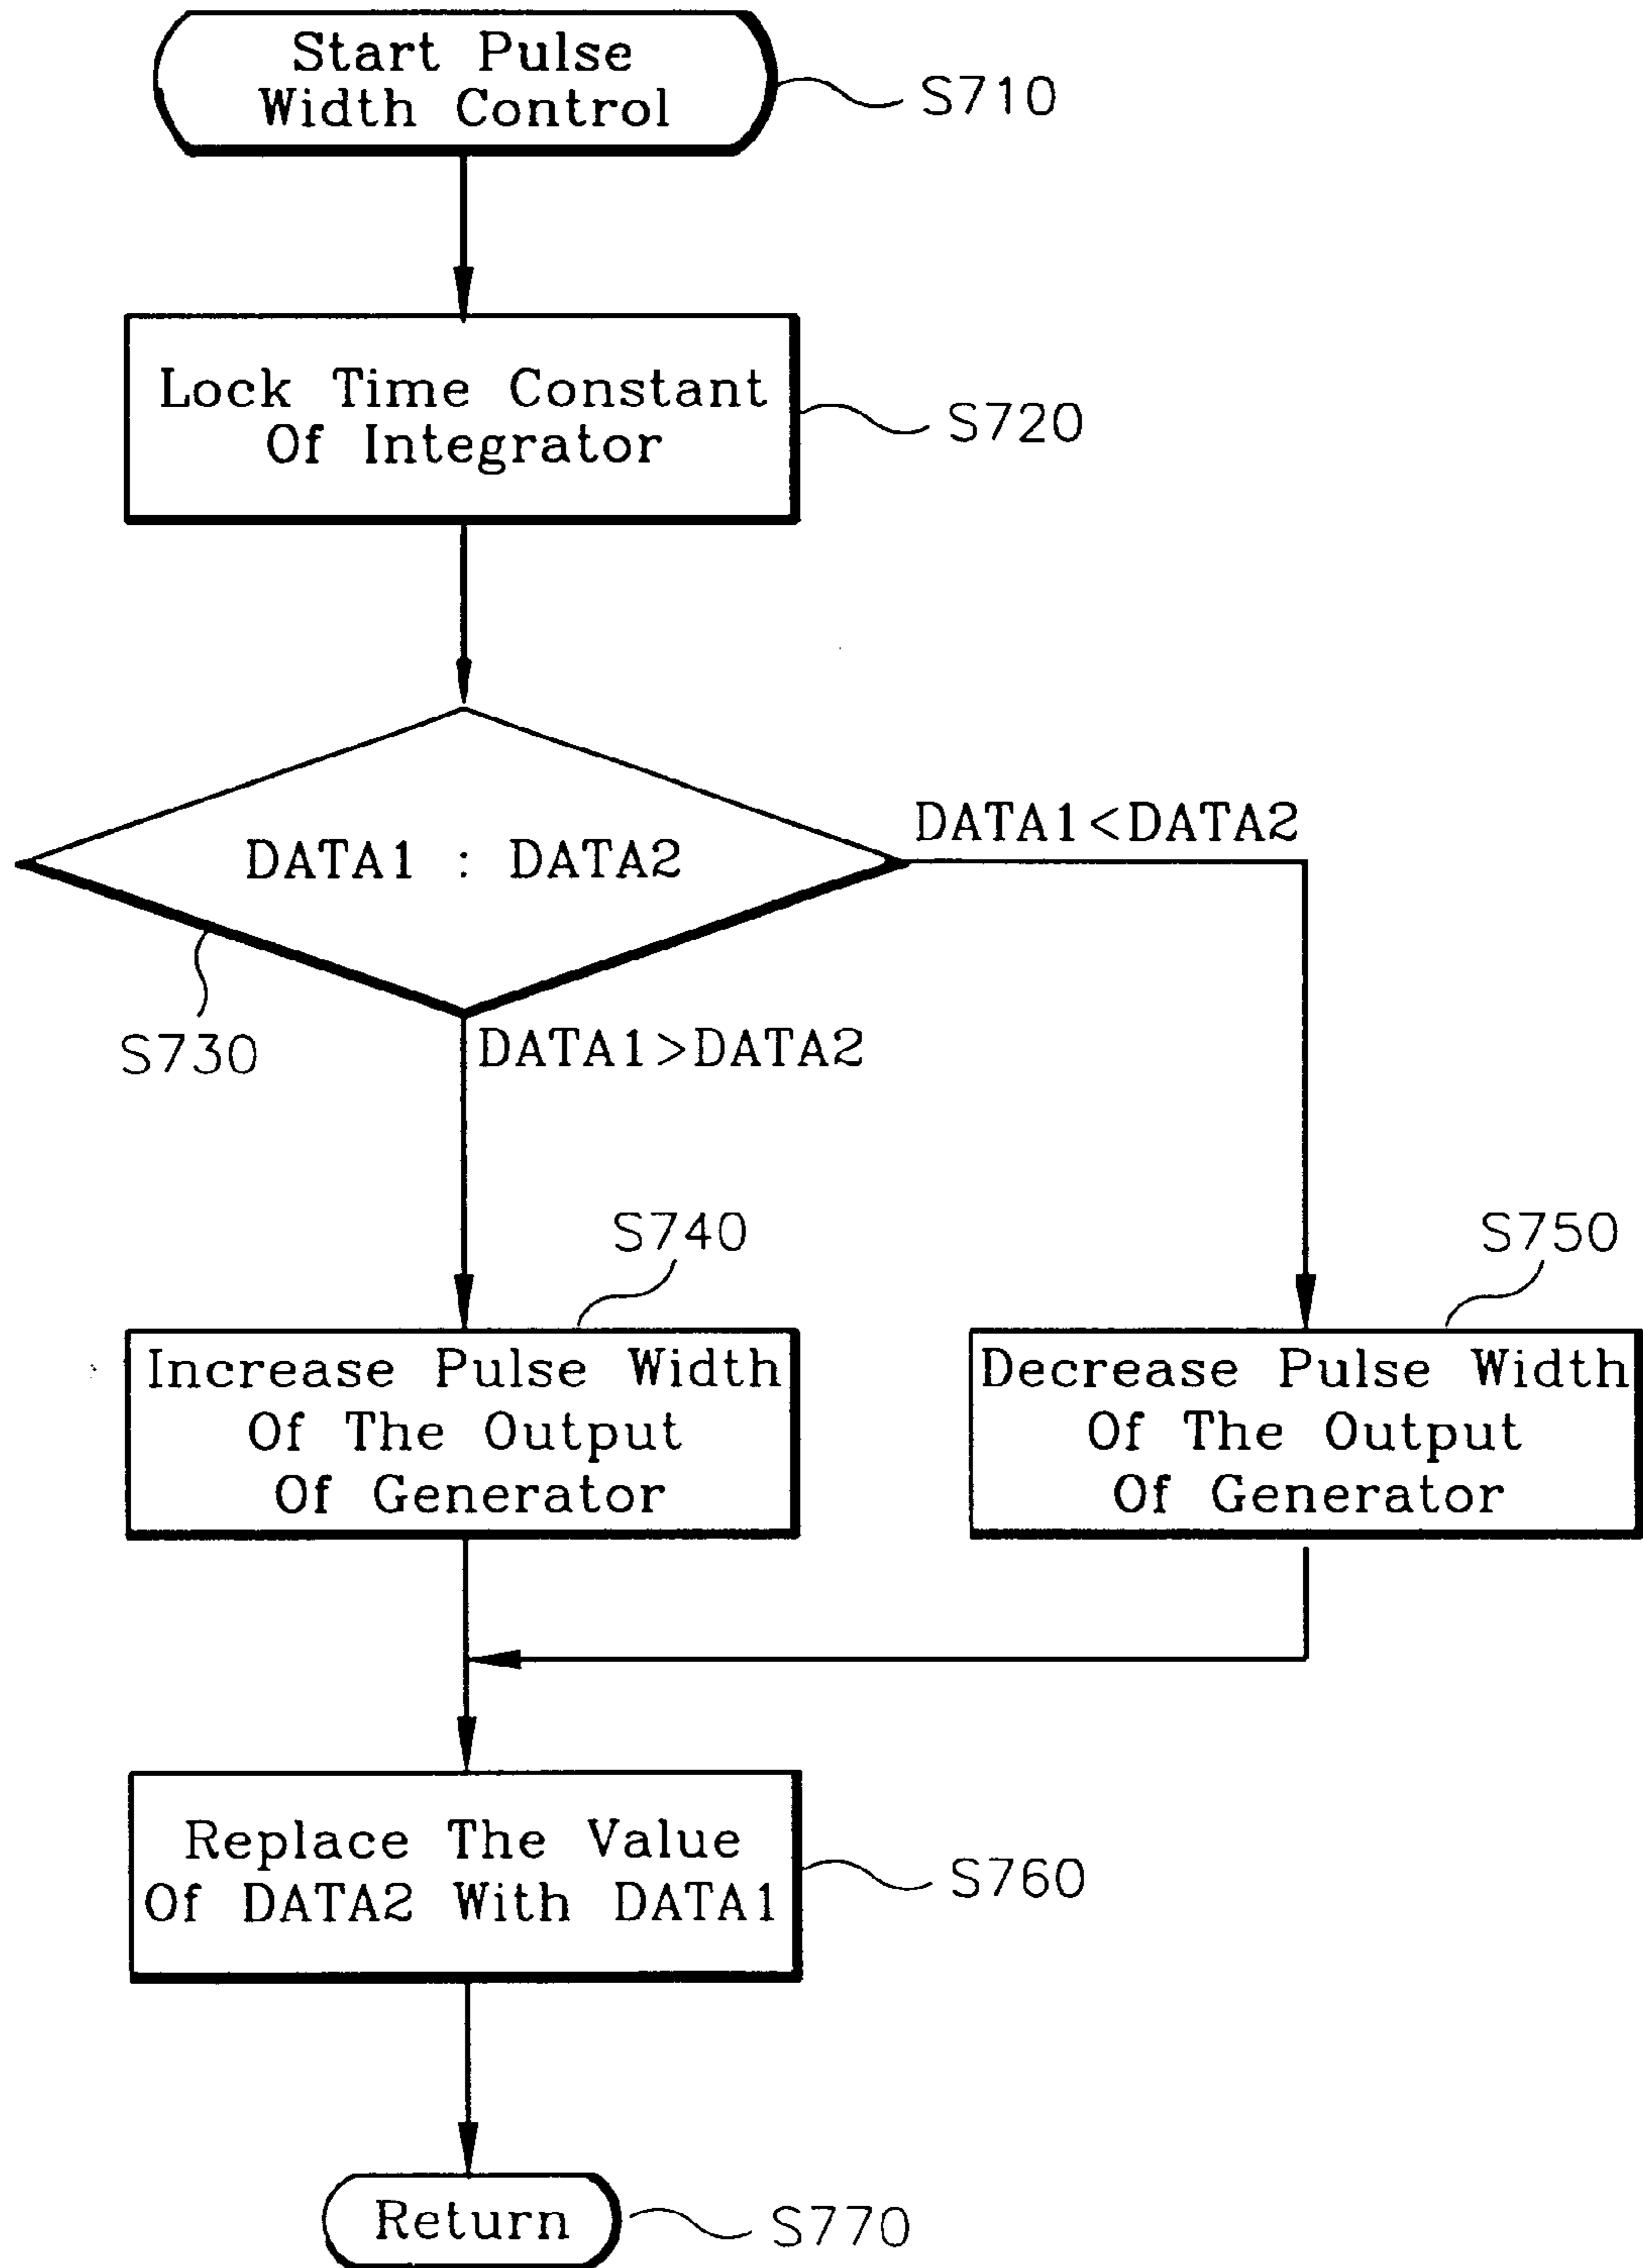 Start Pulse
Width Control
S710
Lock Time Constant
Of Integrator
S720
DATA1 : DATA2
DATA1<DATA2
S730
DATA1>DATA2
S740
S750
Increase Pulse Width
Of The Output
Of Generator
Decrease Pulse Width
Of The Output
Of Generator
Replace The Value
Of DATA2 With DATA1
S760
Return
S770